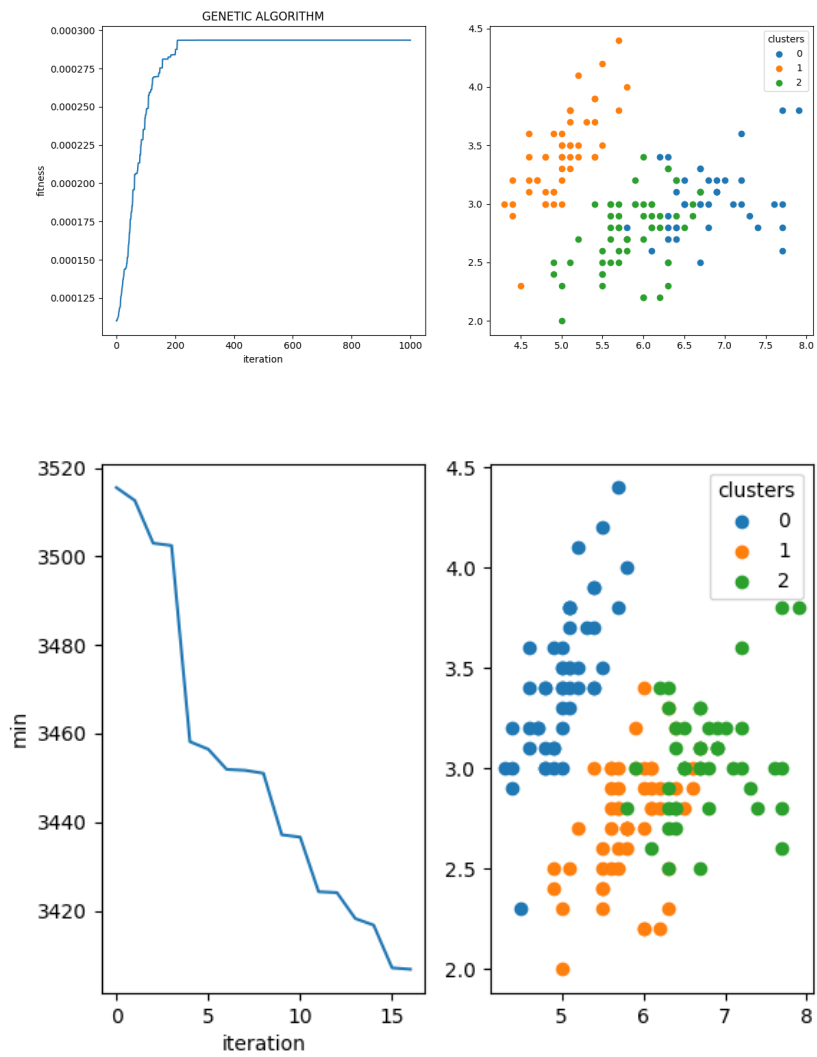 GENETIC ALGORITHM
fitness
0.000300
0.000275
0.000250
0.000225
0.000200
0.000175
0.000150
0.000125
0 200 400 600 800 1000
iteration
4.5
4.0
3.5
3.0
2.5
2.0
clusters
0
1
2
4.5 5.0 5.5 6.0 6.5 7.0 7.5 8.0
min
3520
3500
3480
3460
3440
3420
0 5 10 15
iteration
4.5
4.0
3.5
3.0
2.5
2.0
clusters
0
1
2
5 6 7 8